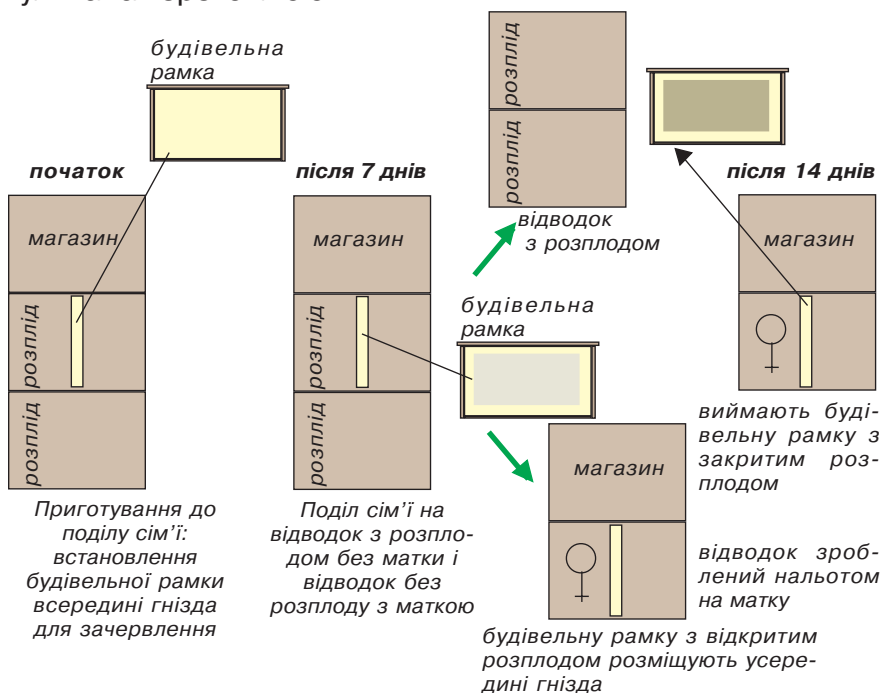 будівельна
рамка
початок
магазин
розплід
розплід
Приготування до
поділу сім’ї:
встановлення
будівельної рамки
всередині гнізда
для зачервлення
після 7 днів
магазин
розплід
розплід
Поділ сім’ї на
відводок з розпло-
дом без матки і
відводок без
розплоду з маткою
розплід
розплід
відводок
з розплодом
будівельна
рамка
магазин
будівельну рамку з відкритим
розплодом розміщують усере-
дині гнізда
після 14 днів
магазин
виймають буді-
вельну рамку з
закритим роз-
плодом
відводок зроб-
лений нальотом
на матку